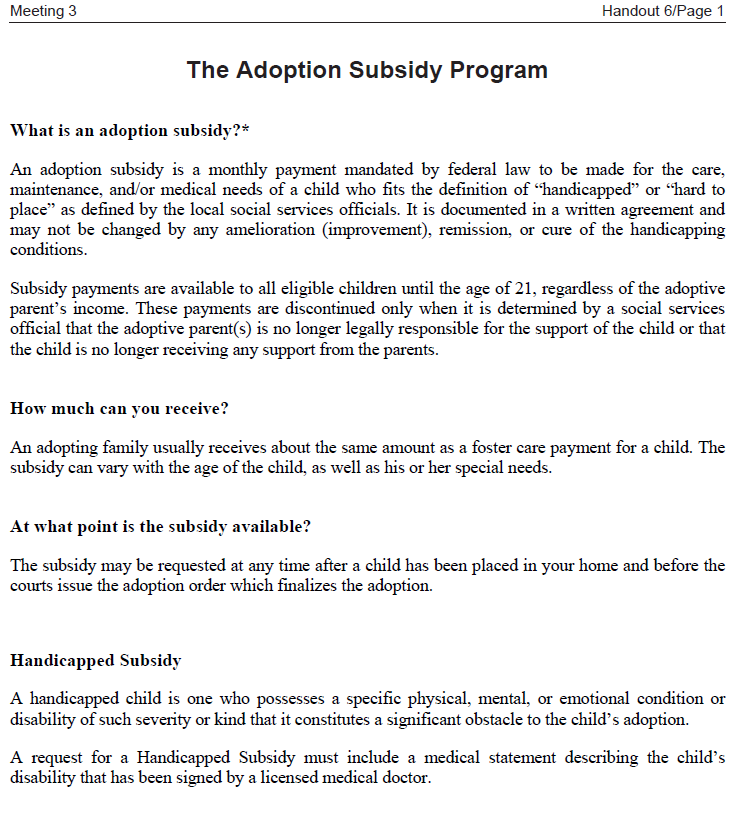 Meeting 3
Handout 6/Page 1
The Adoption Subsidy Program
What is an adoption subsidy?*
An adoption subsidy is a monthly payment mandated by federal law to be made for the care,
maintenance, and/or medical needs of a child who fits the definition of “handicapped” or “hard to
place” as defined by the local social services officials. It is documented in a written agreement and
may not be changed by any amelioration (improvement), remission, or cure of the handicapping
conditions.
Subsidy payments are available to all eligible children until the age of 21, regardless of the adoptive
parent’s income. These payments are discontinued only when it is determined by a social services
official that the adoptive parent(s) is no longer legally responsible for the support of the child or that
the child is no longer receiving any support from the parents.
How much can you receive?
An adopting family usually receives about the same amount as a foster care payment for a child. The
subsidy can vary with the age of the child, as well as his or her special needs.
At what point is the subsidy available?
The subsidy may be requested at any time after a child has been placed in your home and before the
courts issue the adoption order which finalizes the adoption.
Handicapped Subsidy
A handicapped child is one who possesses a specific physical, mental, or emotional condition or
disability of such severity or kind that it constitutes a significant obstacle to the child’s adoption.
A request for a Handicapped Subsidy must include a medical statement describing the child’s
disability that has been signed by a licensed medical doctor.